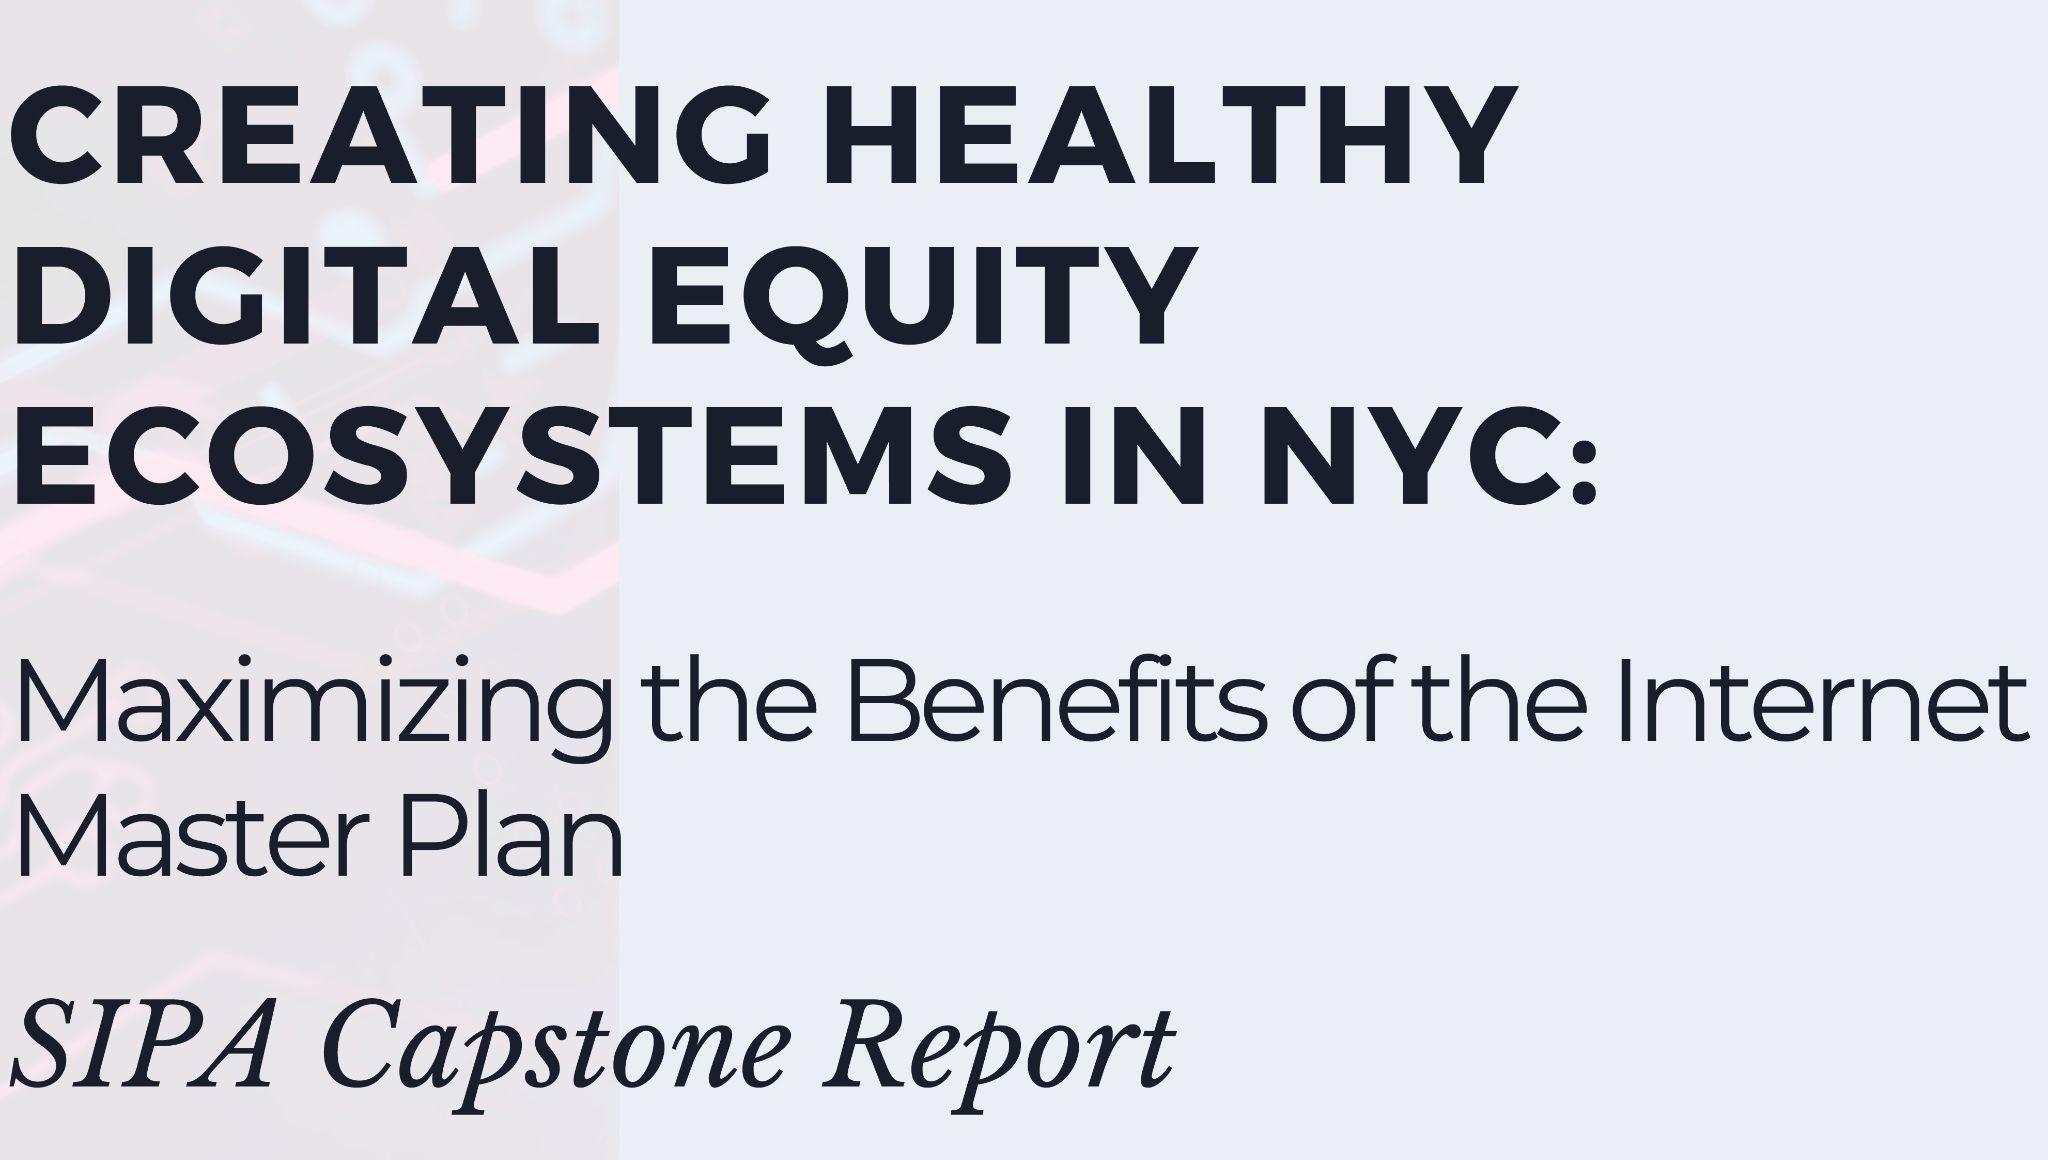 CREATING HEALTHY
DIGITAL EQUITY
ECOSYSTEMS IN NYC:
Maximizing the Benefits of the Internet
Master Plan
SIPA Capstone Report